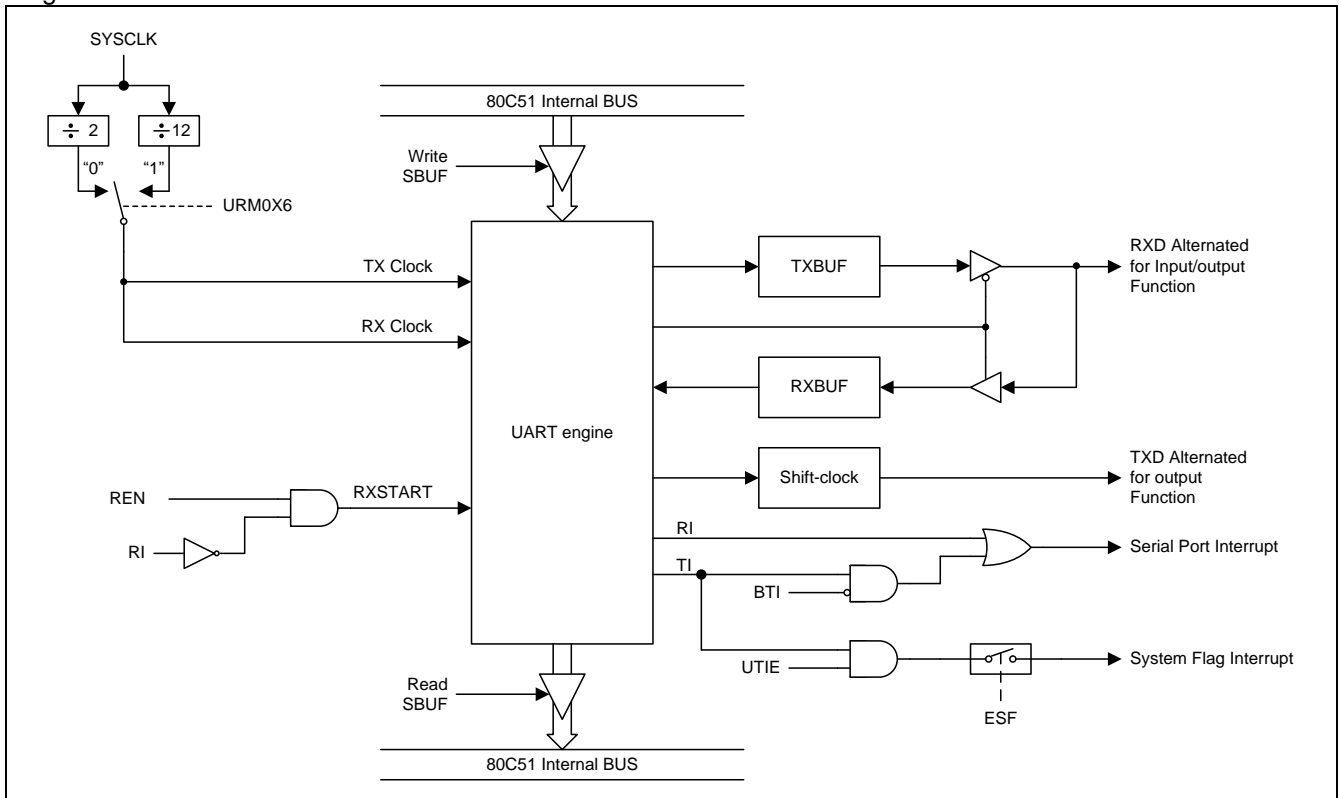 SYSCLK
÷ 2
÷12
“0”
“1”
URM0X6
80C51 Internal BUS
Write
SBUF
TX Clock
RX Clock
TXBUF
RXD Alternated
for Input/output
Function
RXBUF
UART engine
Shift-clock
TXD Alternated
for output
Function
REN
RXSTART
RI
RI
TI
BTI
Serial Port Interrupt
UTIE
System Flag Interrupt
ESF
Read
SBUF
80C51 Internal BUS